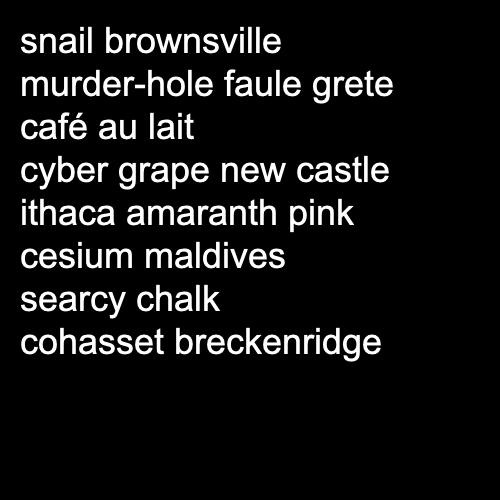 snail brownsville
murder-hole faule grete
café au lait
cyber grape new castle
ithaca amaranth pink
cesium maldives
searcy chalk
cohasset breckenridge